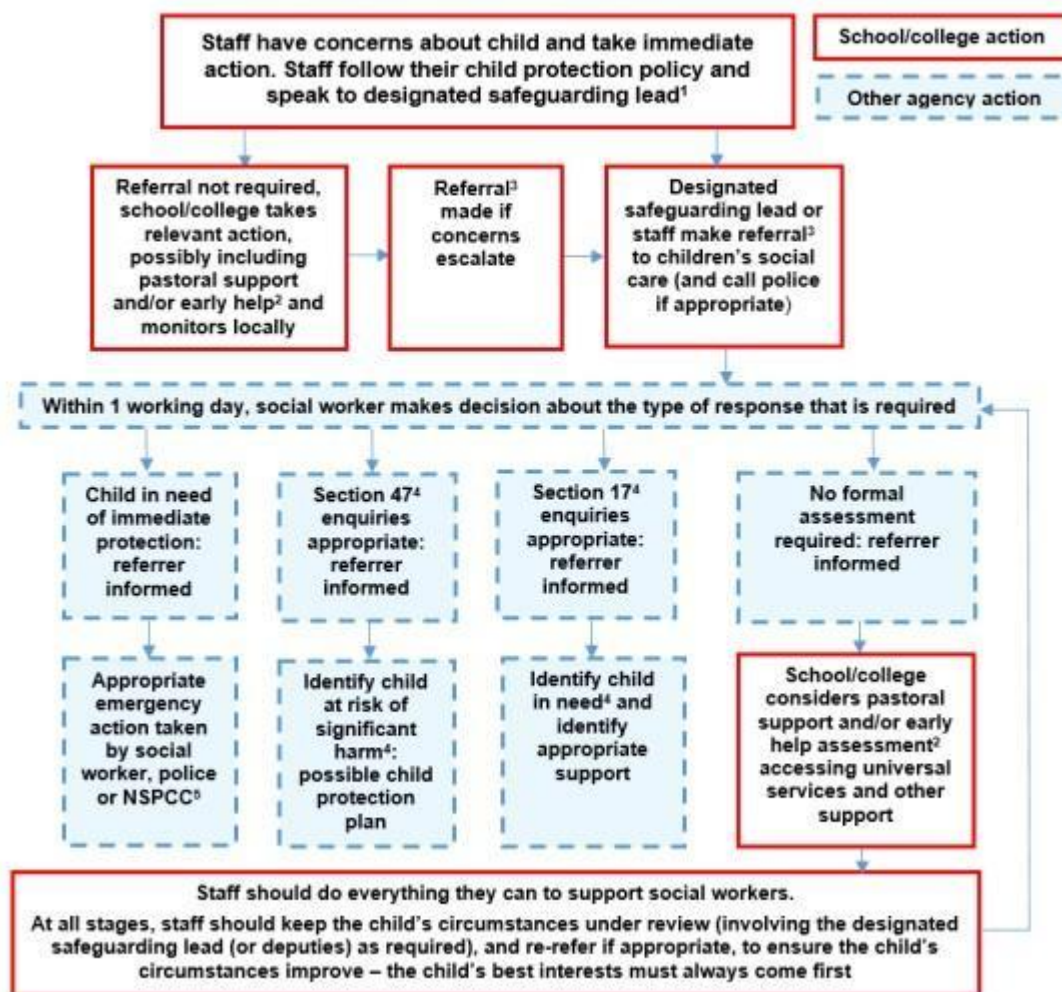 Staff have concerns about child and take immediate
action. Staff follow their child protection policy and
speak to designated safeguarding lead¹
School/college action
Other agency action
Referral not required,
school/college takes
relevant action,
possibly including
pastoral support
and/or early help² and
monitors locally
Referral³
made if
concerns
escalate
Designated
safeguarding lead or
staff make referral³
to children's social
care (and call police
if appropriate)
Within 1 working day, social worker makes decision about the type of response that is required
Child in need
of immediate
protection:
referrer
informed
Section 47⁴
enquiries
appropriate:
referrer
informed
Section 17⁴
enquiries
appropriate:
referrer
informed
No formal
assessment
required: referrer
informed
Appropriate
emergency
action taken
by social
worker, police
or NSPCC⁵
Identify child
at risk of
significant
harm⁴:
possible child
protection
plan
Identify child
in need⁴ and
identify
appropriate
support
School/college
considers pastoral
support and/or early
help assessment²
accessing universal
services and other
support
Staff should do everything they can to support social workers.
At all stages, staff should keep the child's circumstances under review (involving the designated
safeguarding lead (or deputies) as required), and re-refer if appropriate, to ensure the child's
circumstances improve – the child's best interests must always come first